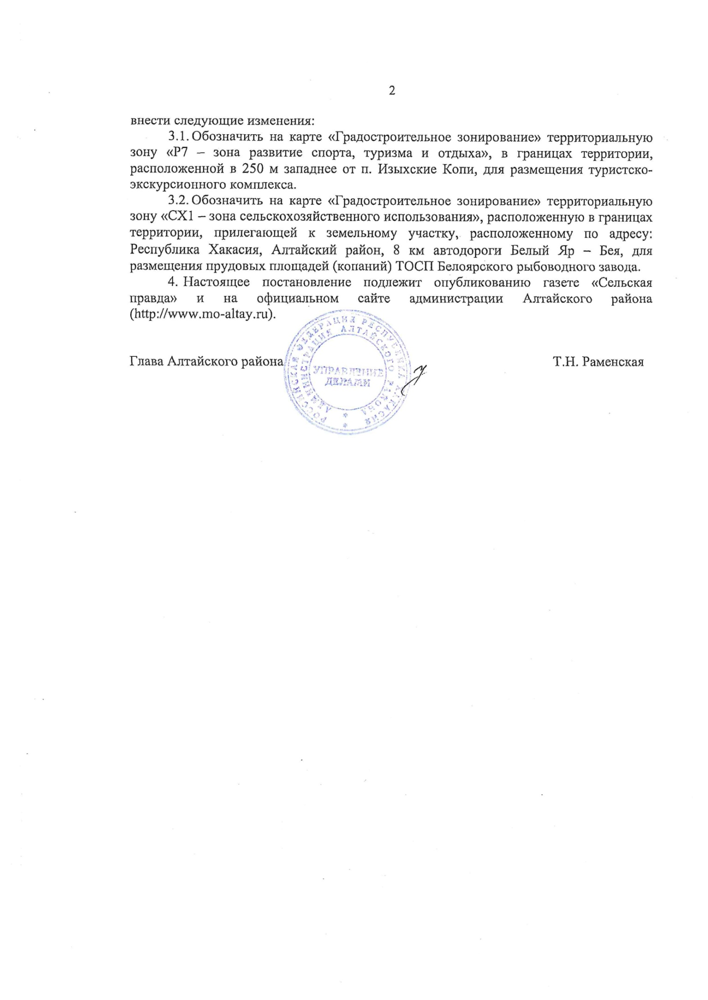 2
внести следующие изменения:
3.1. Обозначить на карте «Градостроительное зонирование» территориальную
зону «Р7 – зона развитие спорта, туризма и отдыха», в границах территории,
расположенной в 250 м западнее от п. Изыхские Копи, для размещения туристско-
экскурсионного комплекса.
3.2. Обозначить на карте «Градостроительное зонирование» территориальную
зону «СХ1 – зона сельскохозяйственного использования», расположенную в границах
территории, прилегающей к земельному участку, расположенному по адресу:
Республика Хакасия, Алтайский район, 8 км автодороги Белый Яр – Бея, для
размещения прудовых площадей (копаний) ТОСП Белоярского рыбоводного завода.
4. Настоящее постановление подлежит опубликованию газете «Сельская
правда» и на официальном сайте администрации Алтайского района
(http://www.mo-altay.ru).
Глава Алтайского района
Т.Н. Раменская
РОССИЙСКАЯ ФЕДЕРАЦИЯ РЕСПУБЛИКА ХАКАСИЯ
АДМИНИСТРАЦИЯ АЛТАЙСКОГО РАЙОНА
УПРАВЛЕНИЕ
ДЕЛАМИ